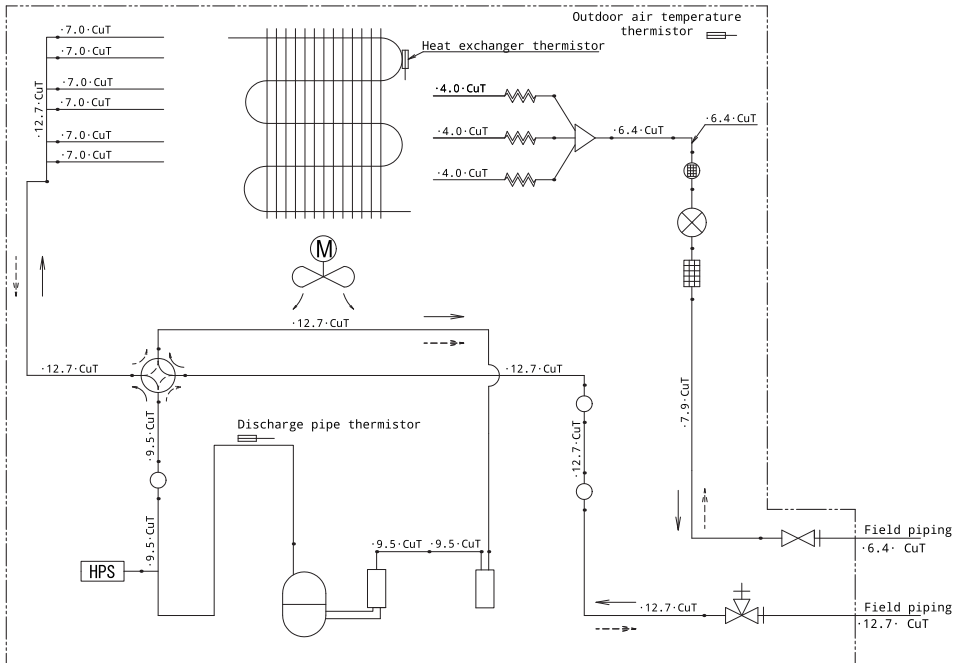 Outdoor air temperature
thermistor
·7.0·CuT
·7.0·CuT
·7.0·CuT
·7.0·CuT
·7.0·CuT
·7.0·CuT
·12.7·CuT
Heat exchanger thermistor
·4.0·CuT
·4.0·CuT
·4.0·CuT
·6.4·CuT
·6.4·CuT
M
·12.7·CuT
·12.7·CuT
·12.7·CuT
·7.9·CuT
·9.5·CuT
Discharge pipe thermistor
·12.7·CuT
·9.5·CuT
HPS
·9.5·CuT
·9.5·CuT
Field piping
·6.4· CuT
·12.7·CuT
Field piping
·12.7· CuT